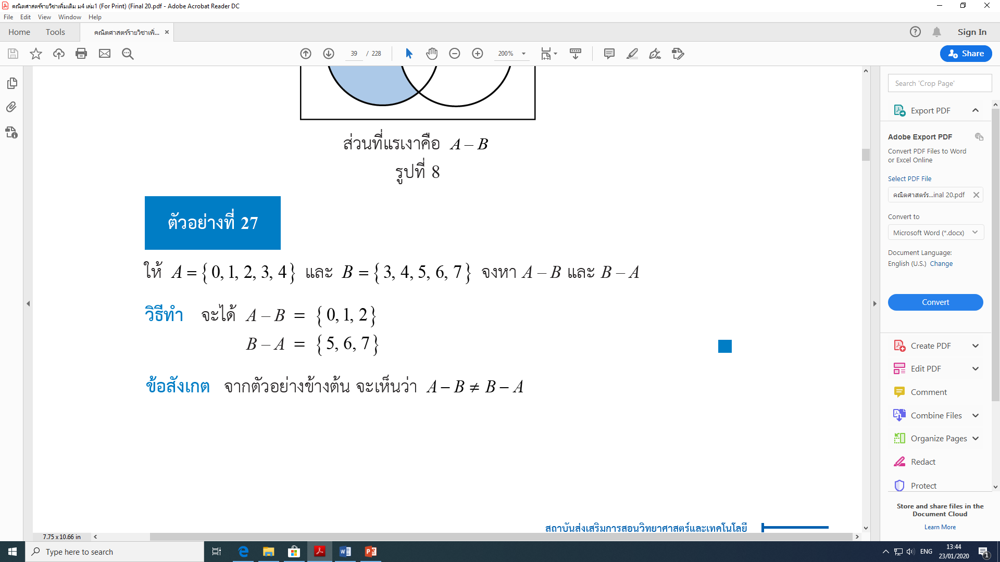 คณิตศาสตร์รายวิชาเพิ่มเติม ม4 เล่ม1 (For Print) (Final 20.pdf - Adobe Acrobat Reader DC
File Edit View Window Help
Home Tools คณิตศาสตร์รายวิชาเพิ่... Sign In
39 / 228 200% Share
ส่วนที่แรเงาคือ A – B
รูปที่ 8
ตัวอย่างที่ 27
ให้ A = { 0, 1, 2, 3, 4 } และ B = { 3, 4, 5, 6, 7 } จงหา A – B และ B – A
วิธีทำ จะได้ A – B = { 0, 1, 2 }
B – A = { 5, 6, 7 }
ข้อสังเกต จากตัวอย่างข้างต้น จะเห็นว่า A – B ≠ B – A
สถาบันส่งเสริมการสอนวิทยาศาสตร์และเทคโนโลยี
7.75 x 10.66 in
Search 'Crop Page'
Export PDF
Adobe Export PDF
Convert PDF Files to Word
or Excel Online
Select PDF File
คณิตศาสตร์ร...inal 20.pdf
Convert to
Microsoft Word (*.docx)
Document Language:
English (U.S.) Change
Convert
Create PDF
Edit PDF
Comment
Combine Files
Organize Pages
Redact
Protect
Store and share files in the
Document Cloud
Learn More
Type here to search
ENG
13:44
23/01/2020
1